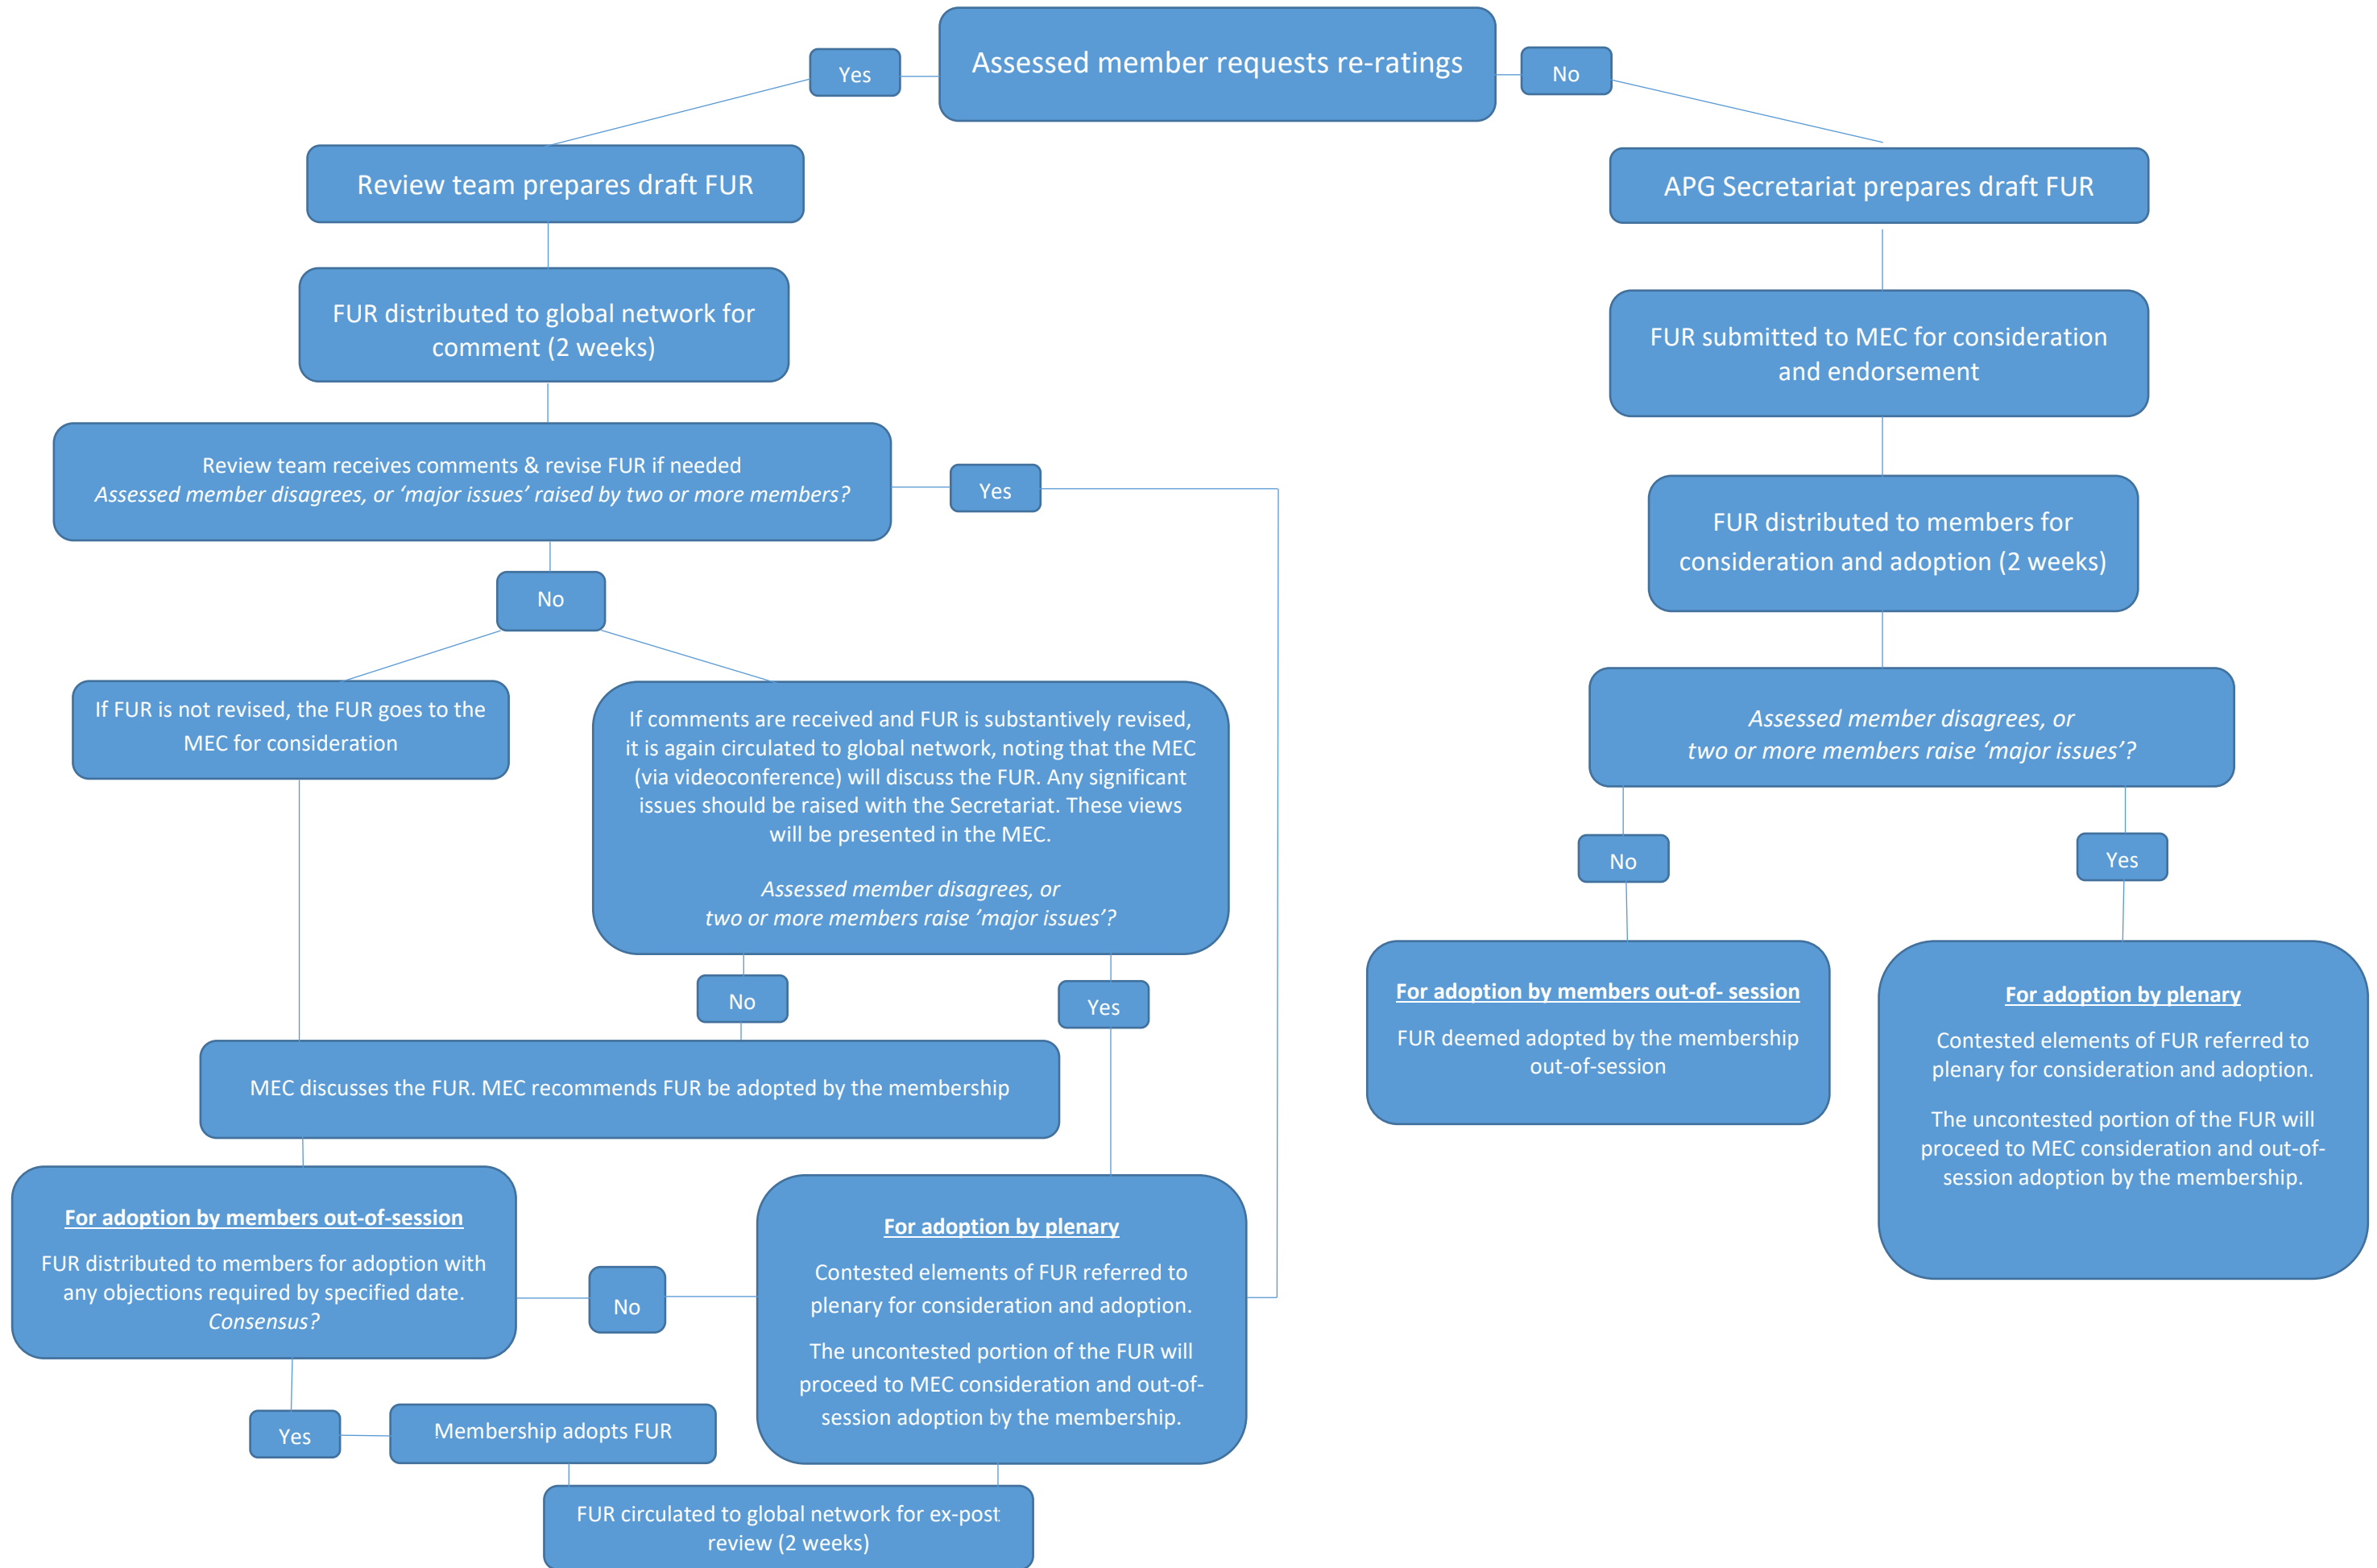 Assessed member requests re-ratings
Yes
No
Review team prepares draft FUR
APG Secretariat prepares draft FUR
FUR distributed to global network for
comment (2 weeks)
FUR submitted to MEC for consideration
and endorsement
Review team receives comments & revise FUR if needed
Assessed member disagrees, or ‘major issues’ raised by two or more members?
Yes
FUR distributed to members for
consideration and adoption (2 weeks)
No
If FUR is not revised, the FUR goes to the
MEC for consideration
If comments are received and FUR is substantively revised,
it is again circulated to global network, noting that the MEC
(via videoconference) will discuss the FUR. Any significant
issues should be raised with the Secretariat. These views
will be presented in the MEC.
Assessed member disagrees, or
two or more members raise ’major issues’?
Assessed member disagrees, or
two or more members raise ‘major issues’?
No
Yes
No
Yes
MEC discusses the FUR. MEC recommends FUR be adopted by the membership
For adoption by members out-of- session
FUR deemed adopted by the membership
out-of-session
For adoption by plenary
Contested elements of FUR referred to
plenary for consideration and adoption.
The uncontested portion of the FUR will
proceed to MEC consideration and out-of-
session adoption by the membership.
For adoption by members out-of-session
FUR distributed to members for adoption with
any objections required by specified date.
Consensus?
No
For adoption by plenary
Contested elements of FUR referred to
plenary for consideration and adoption.
The uncontested portion of the FUR will
proceed to MEC consideration and out-of-
session adoption by the membership.
Yes
Membership adopts FUR
FUR circulated to global network for ex-post
review (2 weeks)